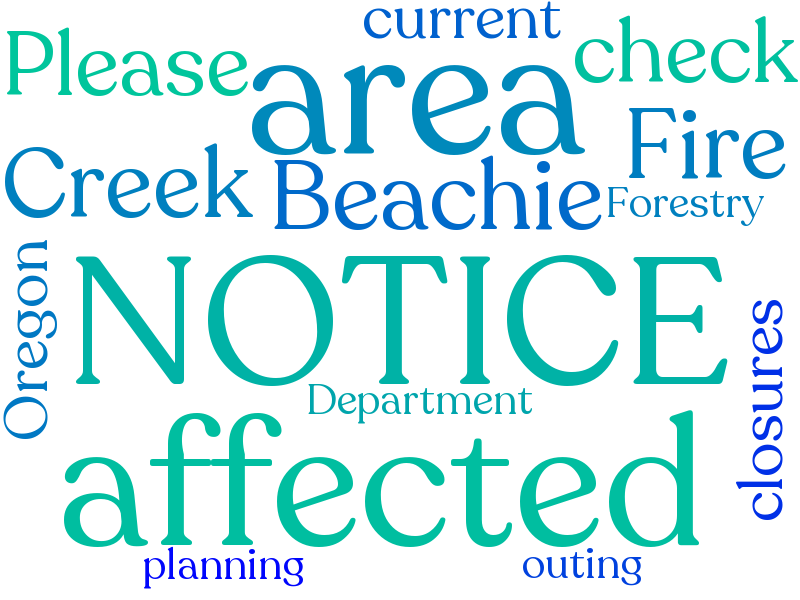 current
Please
check
area
Fire
Creek
Beachie
Forestry
Oregon
NOTICE
closures
Department
affected
planning
outing